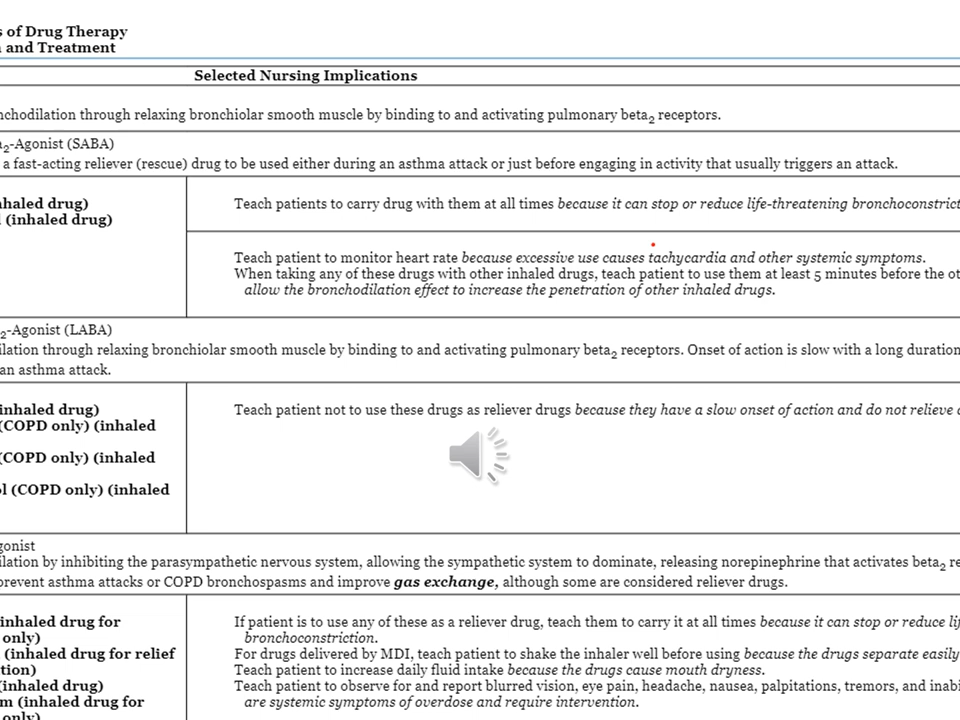 s of Drug Therapy
and Treatment
Selected Nursing Implications
nchodilation through relaxing bronchiolar smooth muscle by binding to and activating pulmonary beta2 receptors.
2-Agonist (SABA)
a fast-acting reliever (rescue) drug to be used either during an asthma attack or just before engaging in activity that usually triggers an attack.
nhaled drug)
(inhaled drug)
Teach patients to carry drug with them at all times because it can stop or reduce life-threatening bronchoconstrict
Teach patient to monitor heart rate because excessive use causes tachycardia and other systemic symptoms.
When taking any of these drugs with other inhaled drugs, teach patient to use them at least 5 minutes before the ot
allow the bronchodilation effect to increase the penetration of other inhaled drugs.
2-Agonist (LABA)
ilation through relaxing bronchiolar smooth muscle by binding to and activating pulmonary beta2 receptors. Onset of action is slow with a long duration
an asthma attack.
inhaled drug)
(COPD only) (inhaled
(COPD only) (inhaled
ol (COPD only) (inhaled
Teach patient not to use these drugs as reliever drugs because they have a slow onset of action and do not relieve
gonist
ilation by inhibiting the parasympathetic nervous system, allowing the sympathetic system to dominate, releasing norepinephrine that activates beta2 re
prevent asthma attacks or COPD bronchospasms and improve gas exchange, although some are considered reliever drugs.
inhaled drug for
only)
(inhaled drug for relief
tion)
(inhaled drug)
m (inhaled drug for
only)
If patient is to use any of these as a reliever drug, teach them to carry it at all times because it can stop or reduce li
bronchoconstriction.
For drugs delivered by MDI, teach patient to shake the inhaler well before using because the drugs separate easily
Teach patient to increase daily fluid intake because the drugs cause mouth dryness.
Teach patient to observe for and report blurred vision, eye pain, headache, nausea, palpitations, tremors, and inabi
are systemic symptoms of overdose and require intervention.